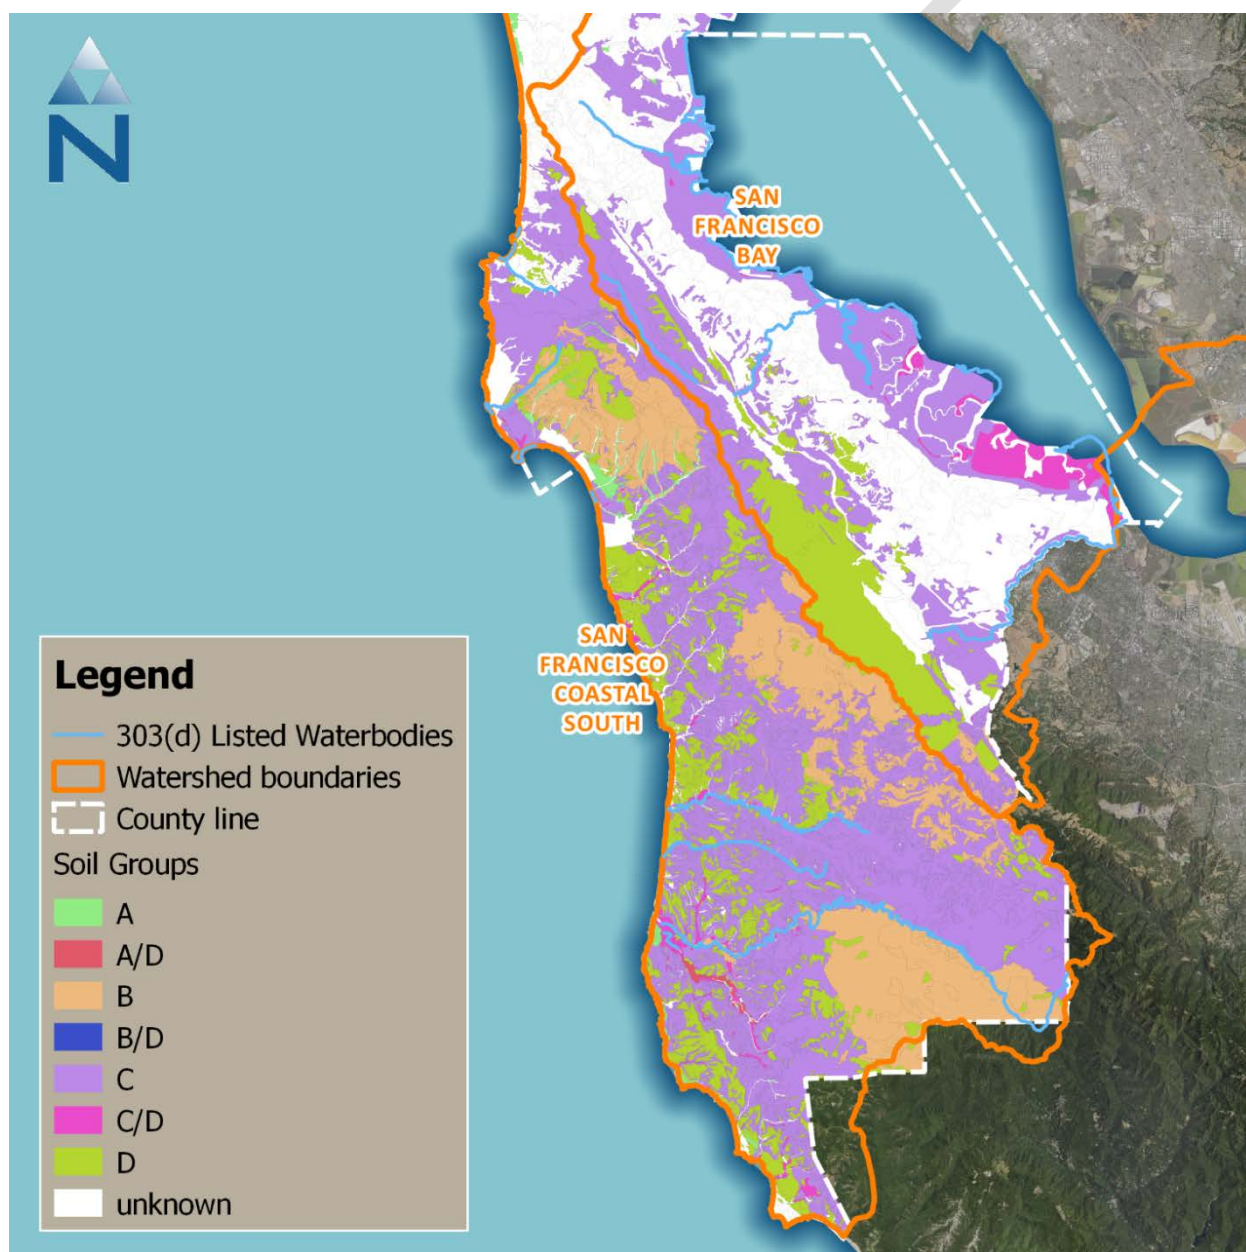 N
SAN
FRANCISCO
BAY
SAN
FRANCISCO
COASTAL
SOUTH
Legend
303(d) Listed Waterbodies
Watershed boundaries
County line
Soil Groups
A
A/D
B
B/D
C
C/D
D
unknown